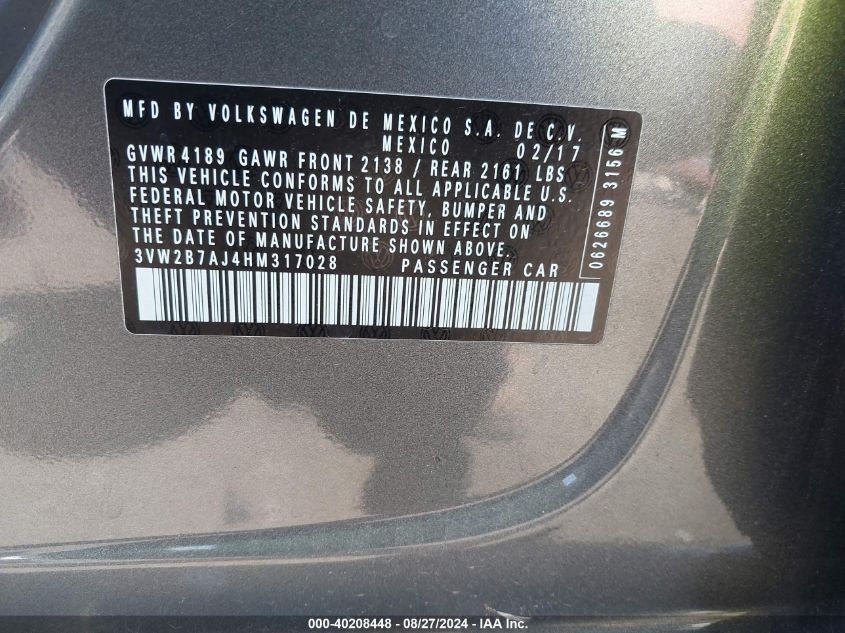 MFD BY VOLKSWAGEN DE MEXICO S.A. DE C.V.
MEXICO 02/17
GVWR 4189 GAWR FRONT 2138 / REAR 2161 LBS
THIS VEHICLE CONFORMS TO ALL APPLICABLE U.S.
FEDERAL MOTOR VEHICLE SAFETY, BUMPER AND
THEFT PREVENTION STANDARDS IN EFFECT ON
THE DATE OF MANUFACTURE SHOWN ABOVE.
3VW2B7AJ4HM317028 PASSENGER CAR
0626689 3156 M
000-40208448 - 08/27/2024 - IAA Inc.